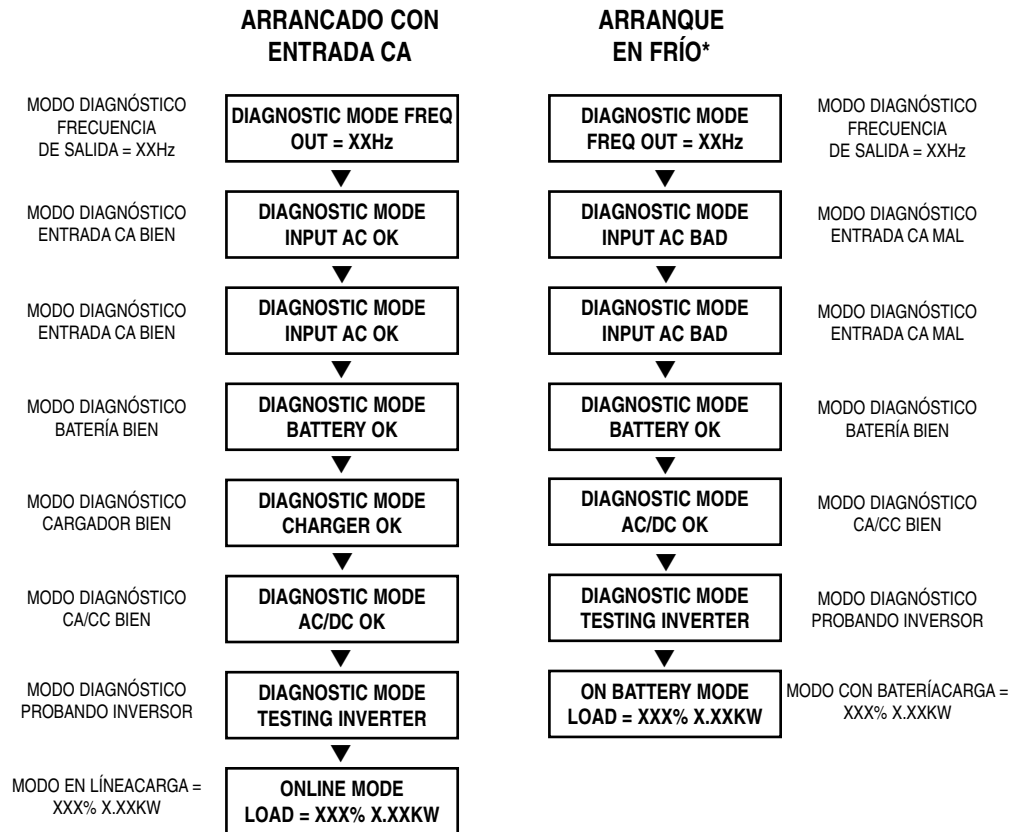 ARRANCADO CON
ENTRADA CA
ARRANQUE
EN FRÍO*
MODO DIAGNÓSTICO
FRECUENCIA
DE SALIDA = XXHz
DIAGNOSTIC MODE FREQ
OUT = XXHz
DIAGNOSTIC MODE
FREQ OUT = XXHz
MODO DIAGNÓSTICO
FRECUENCIA
DE SALIDA = XXHz
MODO DIAGNÓSTICO
ENTRADA CA BIEN
DIAGNOSTIC MODE
INPUT AC OK
DIAGNOSTIC MODE
INPUT AC BAD
MODO DIAGNÓSTICO
ENTRADA CA MAL
MODO DIAGNÓSTICO
ENTRADA CA BIEN
DIAGNOSTIC MODE
INPUT AC OK
DIAGNOSTIC MODE
INPUT AC BAD
MODO DIAGNÓSTICO
ENTRADA CA MAL
MODO DIAGNÓSTICO
BATERÍA BIEN
DIAGNOSTIC MODE
BATTERY OK
DIAGNOSTIC MODE
BATTERY OK
MODO DIAGNÓSTICO
BATERÍA BIEN
MODO DIAGNÓSTICO
CARGADOR BIEN
DIAGNOSTIC MODE
CHARGER OK
DIAGNOSTIC MODE
AC/DC OK
MODO DIAGNÓSTICO
CA/CC BIEN
MODO DIAGNÓSTICO
CA/CC BIEN
DIAGNOSTIC MODE
AC/DC OK
DIAGNOSTIC MODE
TESTING INVERTER
MODO DIAGNÓSTICO
PROBANDO INVERSOR
MODO DIAGNÓSTICO
PROBANDO INVERSOR
DIAGNOSTIC MODE
TESTING INVERTER
ON BATTERY MODE
LOAD = XXX% X.XXKW
MODO CON BATERÍACARGA =
XXX% X.XXKW
MODO EN LÍNEACARGA =
XXX% X.XXKW
ONLINE MODE
LOAD = XXX% X.XXKW